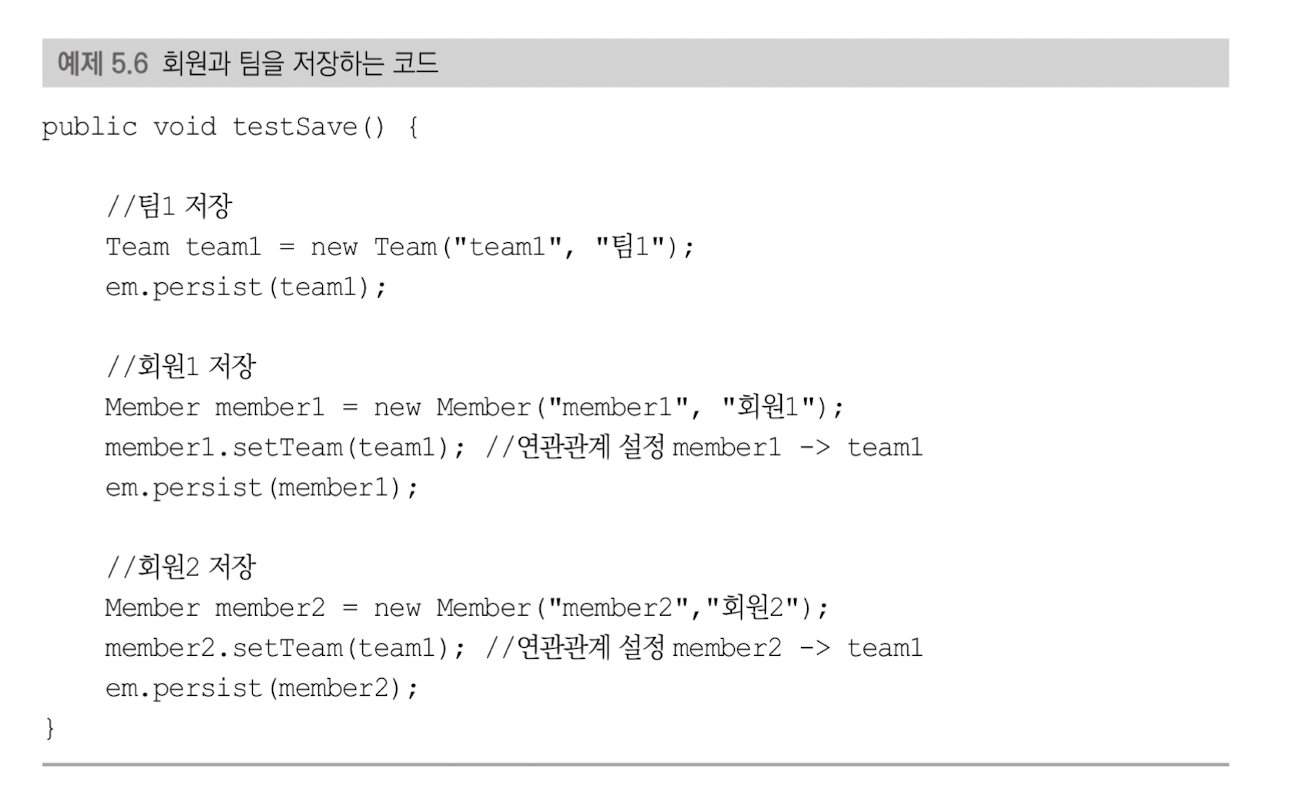 예제 5.6 회원과 팀을 저장하는 코드
public void testSave() {
//팀1 저장
Team team1 = new Team("team1", "팀1");
em.persist(team1);
//회원1 저장
Member member1 = new Member("member1", "회원1");
member1.setTeam(team1); //연관관계 설정 member1 -> team1
em.persist(member1);
//회원2 저장
Member member2 = new Member("member2","회원2");
member2.setTeam(team1); //연관관계 설정 member2 -> team1
em.persist(member2);
}